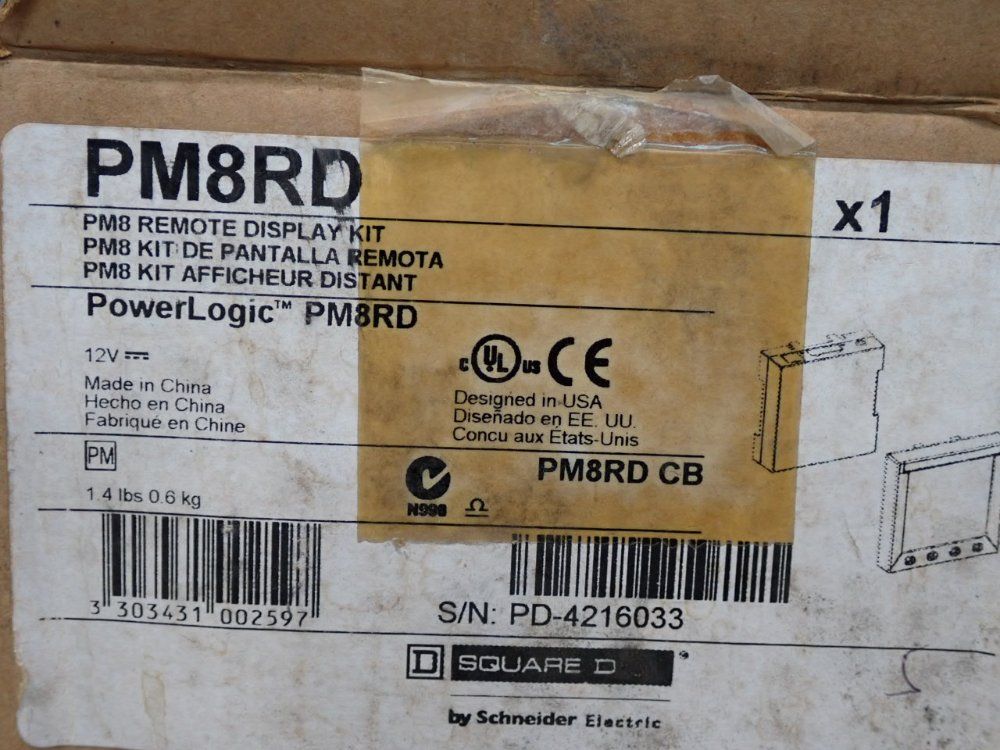 PM8RD
x1
PM8 REMOTE DISPLAY KIT
PM8 KIT DE PANTALLA REMOTA
PM8 KIT AFFICHEUR DISTANT
PowerLogic™ PM8RD
12V ⎓
Made in China
Hecho en China
Fabriqué en Chine
C UL US CE
Designed in USA
Diseñado en EE. UU.
Concu aux États-Unis
PM8RD CB
PM
N998
1.4 lbs 0.6 kg
3 303431 002597
S/N: PD-4216033
D SQUARE D
by Schneider Electric